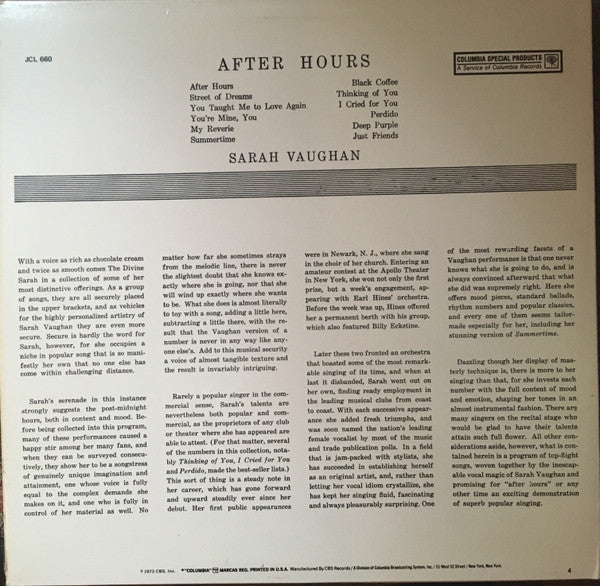 JCL 660
AFTER HOURS
COLUMBIA SPECIAL PRODUCTS
A Service of Columbia Records
After Hours
Street of Dreams
You Taught Me to Love Again
You're Mine, You
My Reverie
Summertime
Black Coffee
Thinking of You
I Cried for You
Perdido
Deep Purple
Just Friends
SARAH VAUGHAN
With a voice as rich as chocolate cream
and twice as smooth comes The Divine
Sarah in a collection of some of her
most distinctive offerings. As a group
of songs, they are all securely placed
in the upper brackets, and as vehicles
for the highly personalised artistry of
Sarah Vaughan they are even more
secure. Secure is hardly the word for
Sarah, however, for she occupies a
niche in popular song that is so mani-
festly her own that no one else has
come within challenging distance.
Sarah's serenade in this instance
strongly suggests the post-midnight
hours, both in content and mood. Be-
fore being collected into this program,
many of these performances caused a
happy stir among her many fans, and
when they can be surveyed consecu-
tively, they show her to be a songstress
of genuinely unique imagination and
attainment, one whose voice is fully
equal to the complex demands she
makes on it, and one who is fully in
control of her material as well. No
matter how far she sometimes strays
from the melodic line, there is never
the slightest doubt that she knows ex-
actly where she is going, nor that she
will wind up exactly where she wants
to be. What she does is almost literally
to toy with a song, adding a little here,
subtracting a little there, with the re-
sult that the Vaughan version of a
number is never in any way like any-
one else's. Add to this musical security
a voice of almost tangible texture and
the result is invariably intriguing.
Rarely a popular singer in the com-
mercial sense, Sarah's talents are
nevertheless both popular and com-
mercial, as the proprietors of any club
or theater where she has appeared are
able to attest. (For that matter, several
of the numbers in this collection, nota-
bly Thinking of You, I Cried for You
and Perdido, made the best-seller lists.)
This sort of thing is a steady note in
her career, which has gone forward
and upward steadily ever since her
debut. Her first public appearances
were in Newark, N. J., where she sang
in the choir of her church. Entering an
amateur contest at the Apollo Theater
in New York, she won not only the first
prize, but a week's engagement, ap-
pearing with Earl Hines' orchestra.
Before the week was up, Hines offered
her a permanent berth with his group,
which also featured Billy Eckstine.
Later these two fronted an orchestra
that boasted some of the most remark-
able singing of its time, and when at
last it disbanded, Sarah went out on
her own, finding ready employment in
the leading musical clubs from coast
to coast. With each successive appear-
ance she added fresh triumphs, and
was soon named the nation's leading
female vocalist by most of the music
and trade publication polls. In a field
that is jam-packed with stylists, she
has succeeded in establishing herself
as an original artist, and, rather than
letting her vocal idiom crystallize, she
has kept her singing fluid, fascinating
and always pleasurably surprising. One
of the most rewarding facets of a
Vaughan performance is that one never
knows what she is going to do, and is
always convinced afterward that what
she did was supremely right. Here she
offers mood pieces, standard ballads,
rhythm numbers and popular classics,
and every one of them seems tailor-
made especially for her, including her
stunning version of Summertime.
Dazzling though her display of mas-
terly technique is, there is more to her
singing than that, for she invests each
number with the full content of mood
and emotion, shaping her tones in an
almost instrumental fashion. There are
many singers on the recital stage who
would be glad to have their talents
attain such full flower. All other con-
siderations aside, however, what is con-
tained herein is a program of top-flight
songs, woven together by the inescap-
able vocal magic of Sarah Vaughan and
promising for "after hours" or any
other time an exciting demonstration
of superb popular singing.
℗ 1973 CBS, Inc. ® "COLUMBIA" MARCAS REG. PRINTED IN U.S.A. Manufactured By CBS Records / A Division of Columbia Broadcasting System, Inc. / 51 West 52 Street / New York, New York. 4